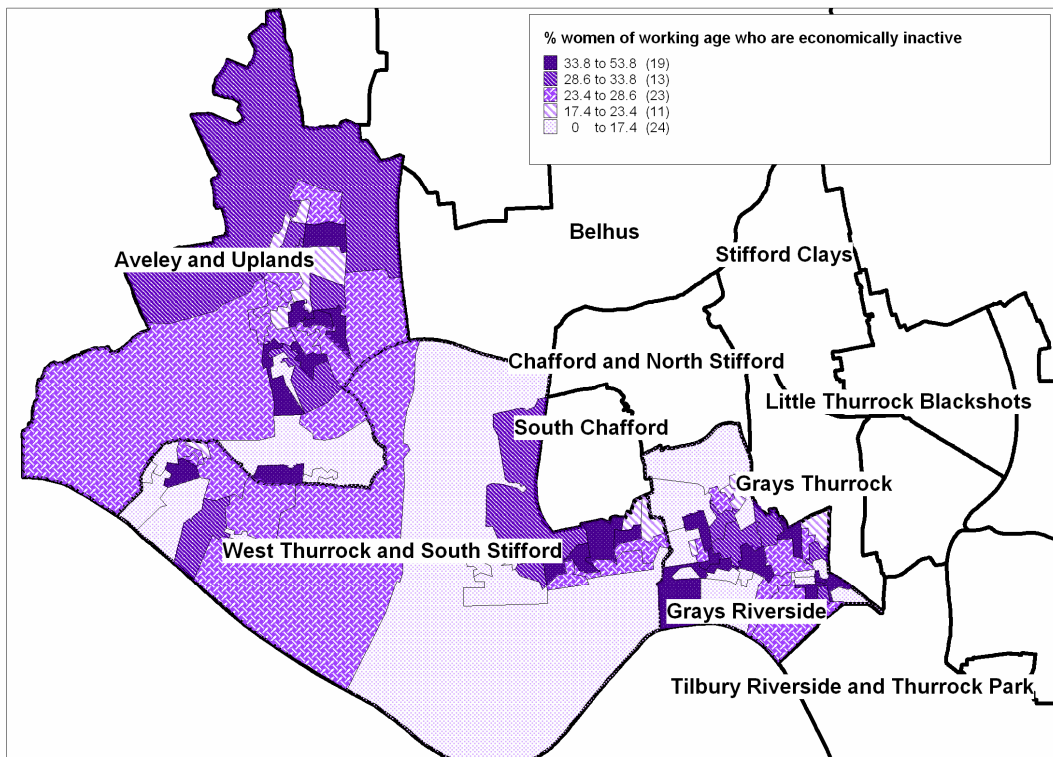 % women of working age who are economically inactive
33.8 to 53.8 (19)
28.6 to 33.8 (13)
23.4 to 28.6 (23)
17.4 to 23.4 (11)
0 to 17.4 (24)
Belhus
Stifford Clays
Aveley and Uplands
Chafford and North Stifford
Little Thurrock Blackshots
South Chafford
Grays Thurrock
West Thurrock and South Stifford
Grays Riverside
Tilbury Riverside and Thurrock Park